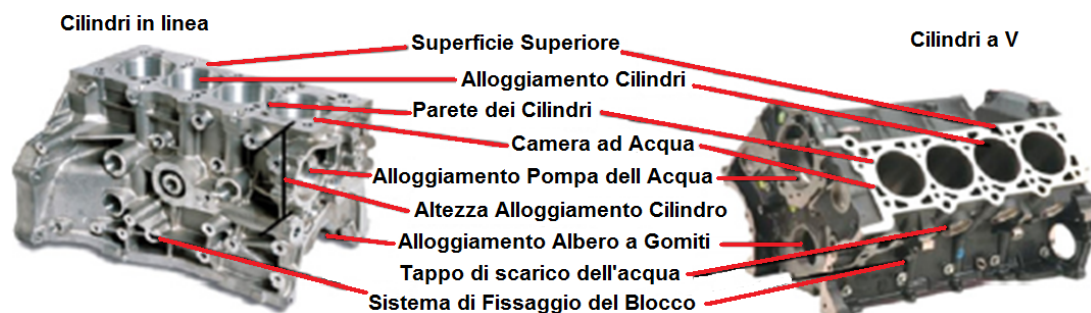 Cilindri in linea
Superficie Superiore
Cilindri a V
Alloggiamento Cilindri
Parete dei Cilindri
Camera ad Acqua
Alloggiamento Pompa dell Acqua
Altezza Alloggiamento Cilindro
Alloggiamento Albero a Gomiti
Tappo di scarico dell'acqua
Sistema di Fissaggio del Blocco